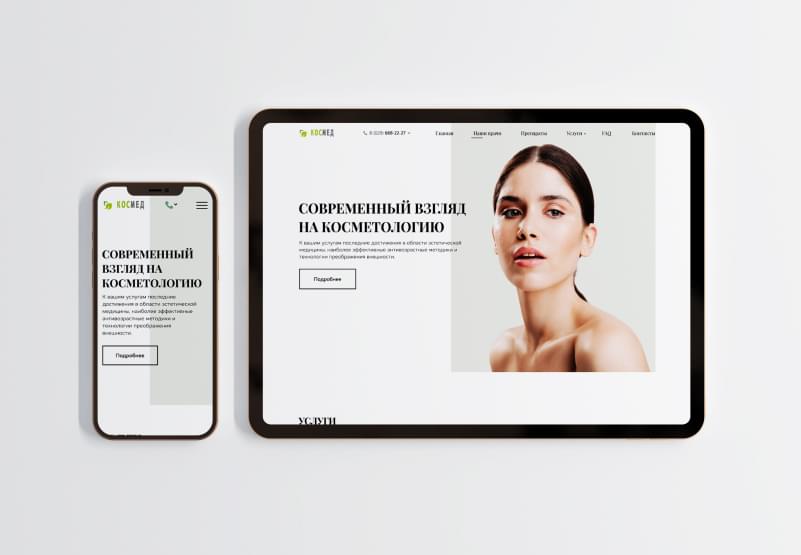 КОСМЕД
СОВРЕМЕННЫЙ
ВЗГЛЯД НА
КОСМЕТОЛОГИЮ
К вашим услугам последние
достижения в области эстетической
медицины, наиболее эффективные
антивозрастные методики и
технологии преображения
внешности.
Подробнее
КОСМЕД
8 (029) 668-22-27
Главная
Наши врачи
Препараты
Услуги
FAQ
Контакты
СОВРЕМЕННЫЙ ВЗГЛЯД
НА КОСМЕТОЛОГИЮ
К вашим услугам последние достижения в области эстетической
медицины, наиболее эффективные антивозрастные методики и
технологии преображения внешности.
Подробнее
УСЛУГИ